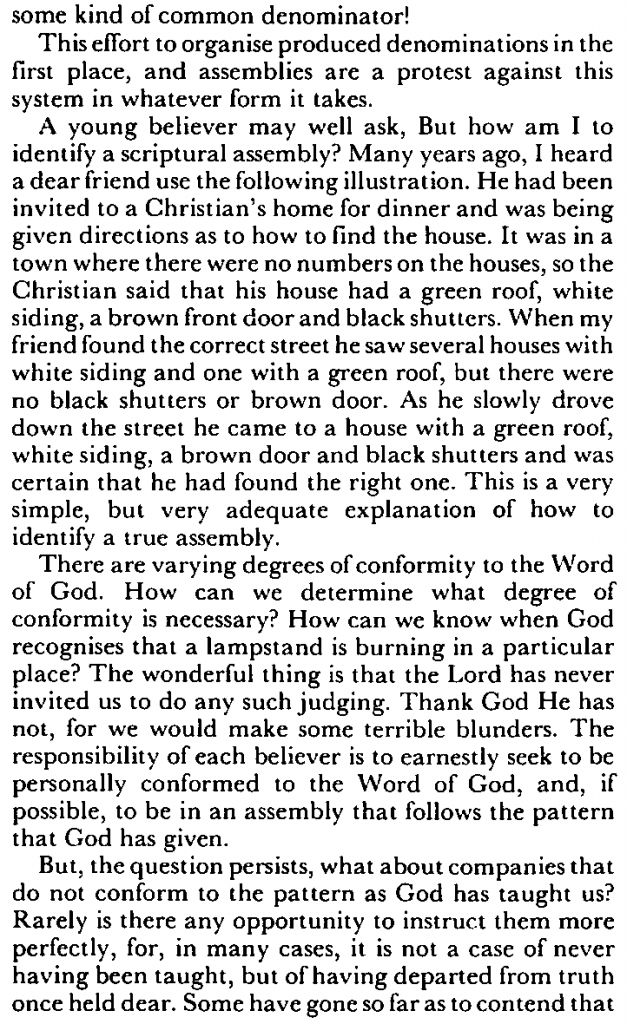 some kind of common denominator!
This effort to organise produced denominations in the
first place, and assemblies are a protest against this
system in whatever form it takes.
A young believer may well ask, But how am I to
identify a scriptural assembly? Many years ago, I heard
a dear friend use the following illustration. He had been
invited to a Christian's home for dinner and was being
given directions as to how to find the house. It was in a
town where there were no numbers on the houses, so the
Christian said that his house had a green roof, white
siding, a brown front door and black shutters. When my
friend found the correct street he saw several houses with
white siding and one with a green roof, but there were
no black shutters or brown door. As he slowly drove
down the street he came to a house with a green roof,
white siding, a brown door and black shutters and was
certain that he had found the right one. This is a very
simple, but very adequate explanation of how to
identify a true assembly.
There are varying degrees of conformity to the Word
of God. How can we determine what degree of
conformity is necessary? How can we know when God
recognises that a lampstand is burning in a particular
place? The wonderful thing is that the Lord has never
invited us to do any such judging. Thank God He has
not, for we would make some terrible blunders. The
responsibility of each believer is to earnestly seek to be
personally conformed to the Word of God, and, if
possible, to be in an assembly that follows the pattern
that God has given.
But, the question persists, what about companies that
do not conform to the pattern as God has taught us?
Rarely is there any opportunity to instruct them more
perfectly, for, in many cases, it is not a case of never
having been taught, but of having departed from truth
once held dear. Some have gone so far as to contend that